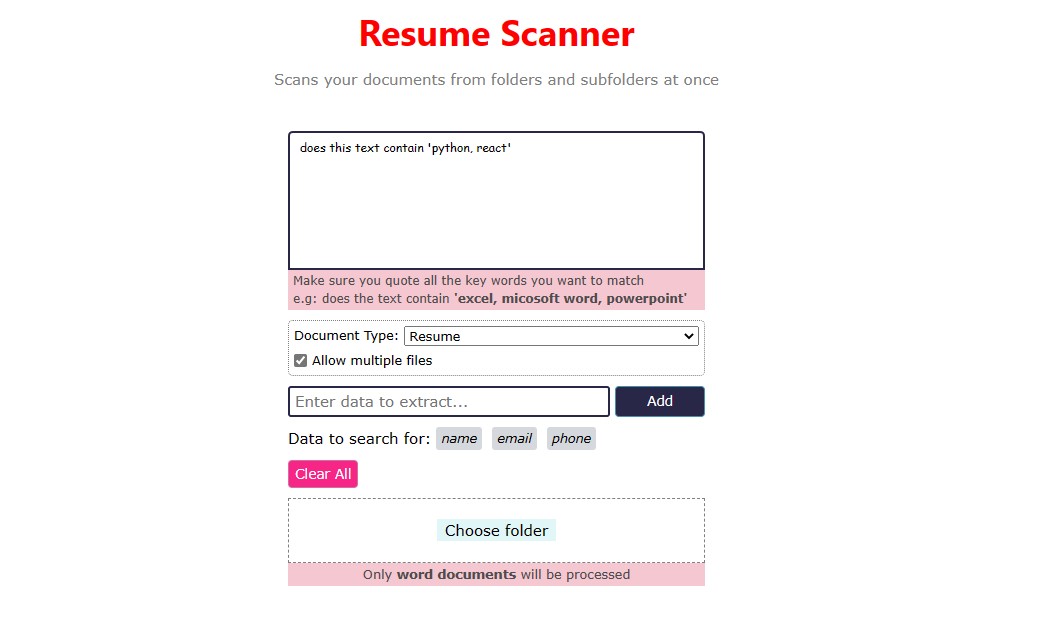 Resume Scanner
Scans your documents from folders and subfolders at once
does this text contain 'python, react'
Make sure you quote all the key words you want to match
e.g: does the text contain 'excel, micosoft word, powerpoint'
Document Type: Resume
Allow multiple files
Enter data to extract... Add
Data to search for: name email phone
Clear All
Choose folder
Only word documents will be processed